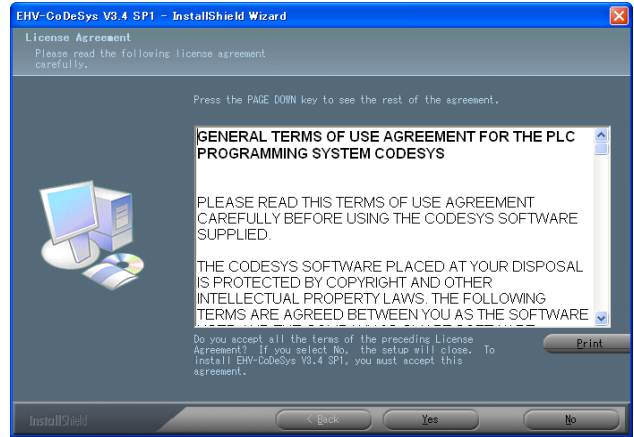 EHV-CoDeSys V3.4 SP1 - InstallShield Wizard
License Agreement
Please read the following license agreement
carefully.
Press the PAGE DOWN key to see the rest of the agreement.
GENERAL TERMS OF USE AGREEMENT FOR THE PLC
PROGRAMMING SYSTEM CODESYS
PLEASE READ THIS TERMS OF USE AGREEMENT
CAREFULLY BEFORE USING THE CODESYS SOFTWARE
SUPPLIED.
THE CODESYS SOFTWARE PLACED AT YOUR DISPOSAL
IS PROTECTED BY COPYRIGHT AND OTHER
INTELLECTUAL PROPERTY LAWS. THE FOLLOWING
TERMS ARE AGREED BETWEEN YOU AS THE SOFTWARE
Do you accept all the terms of the preceding License
Agreement? If you select No, the setup will close. To
install EHV-CoDeSys V3.4 SP1, you must accept this
agreement.
Print
InstallShield
< Back
Yes
No